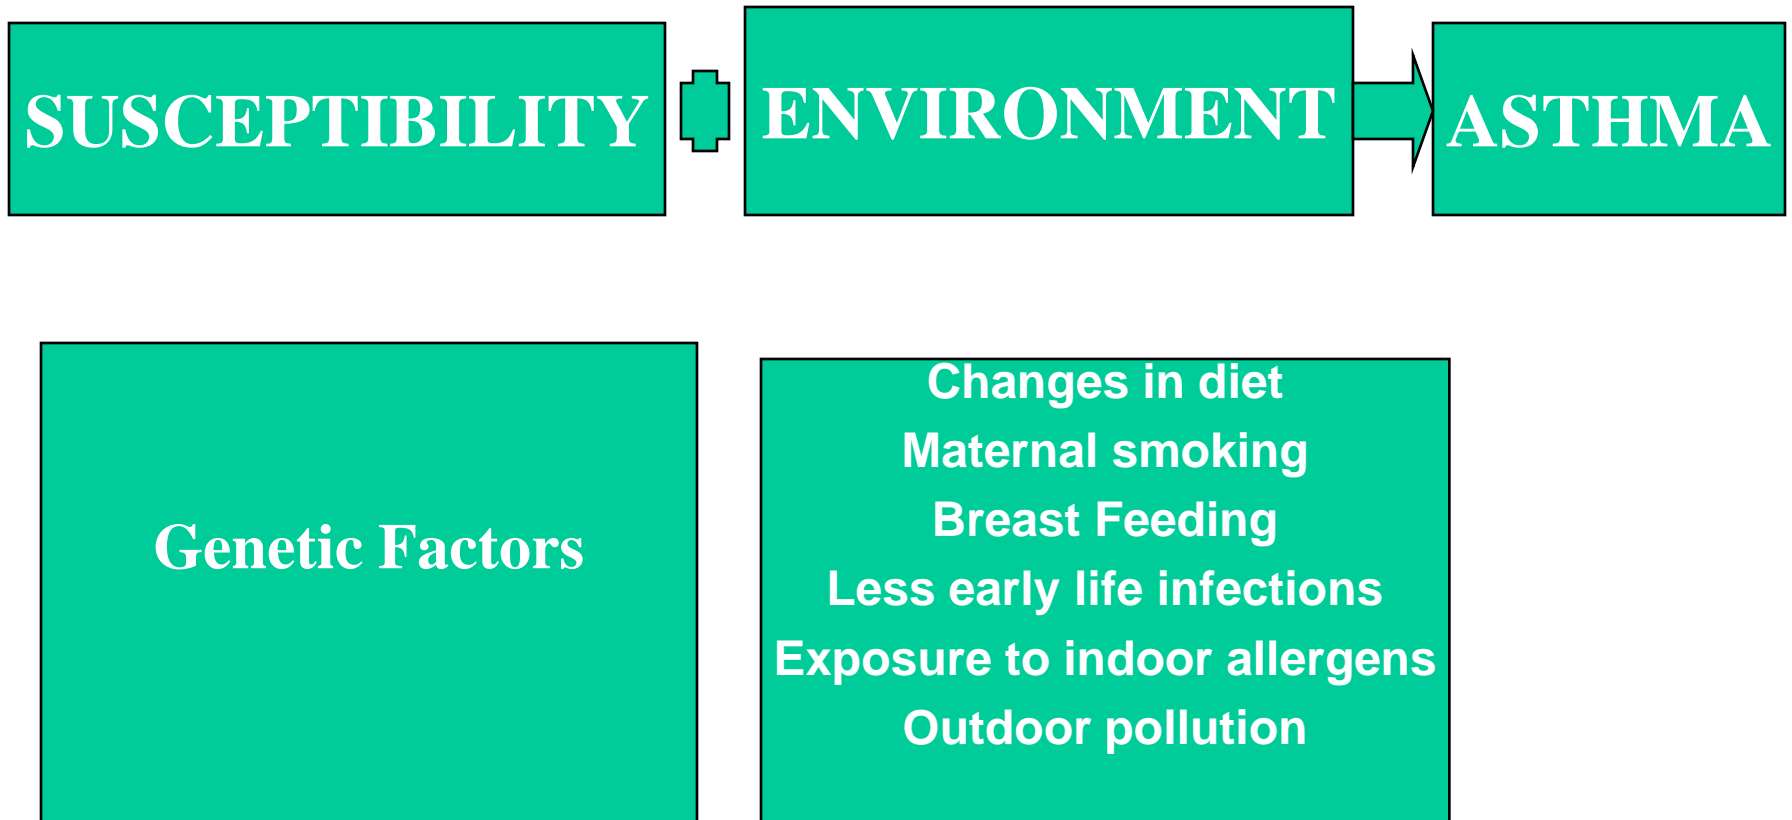 SUSCEPTIBILITY
ENVIRONMENT
ASTHMA
Genetic Factors
Changes in diet
Maternal smoking
Breast Feeding
Less early life infections
Exposure to indoor allergens
Outdoor pollution